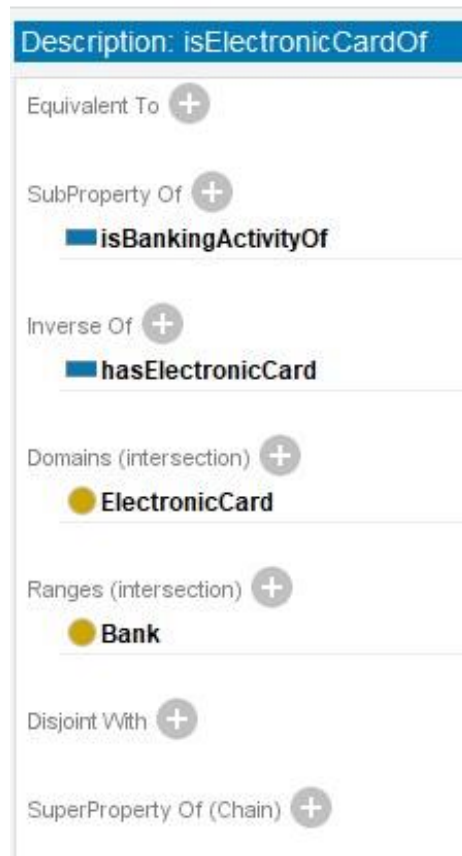 Description: isElectronicCardOf
Equivalent To
SubProperty Of
isBankingActivityOf
Inverse Of
hasElectronicCard
Domains (intersection)
ElectronicCard
Ranges (intersection)
Bank
Disjoint With
SuperProperty Of (Chain)